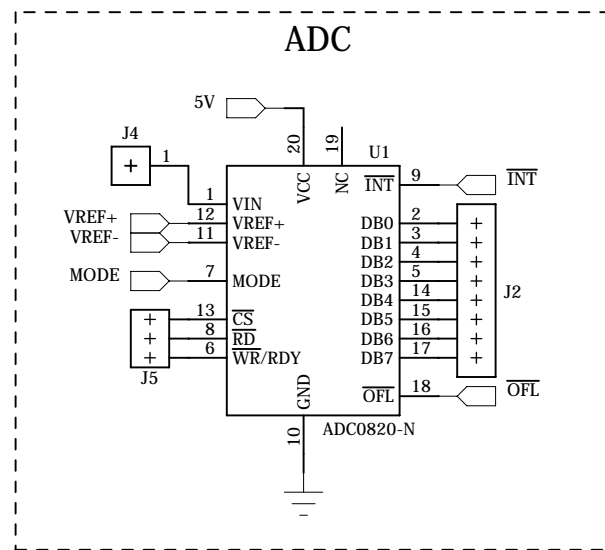 ADC
5V
J4
1
20
19
U1
VCC
NC
1
VIN
INT
9
INT
VREF+
12
VREF+
DB0
2
VREF-
11
VREF-
DB1
3
DB2
4
MODE
7
MODE
DB3
5
DB4
14
J2
13
CS
DB5
15
8
RD
DB6
16
6
WR/RDY
DB7
17
J5
GND
OFL
18
OFL
10
ADC0820-N